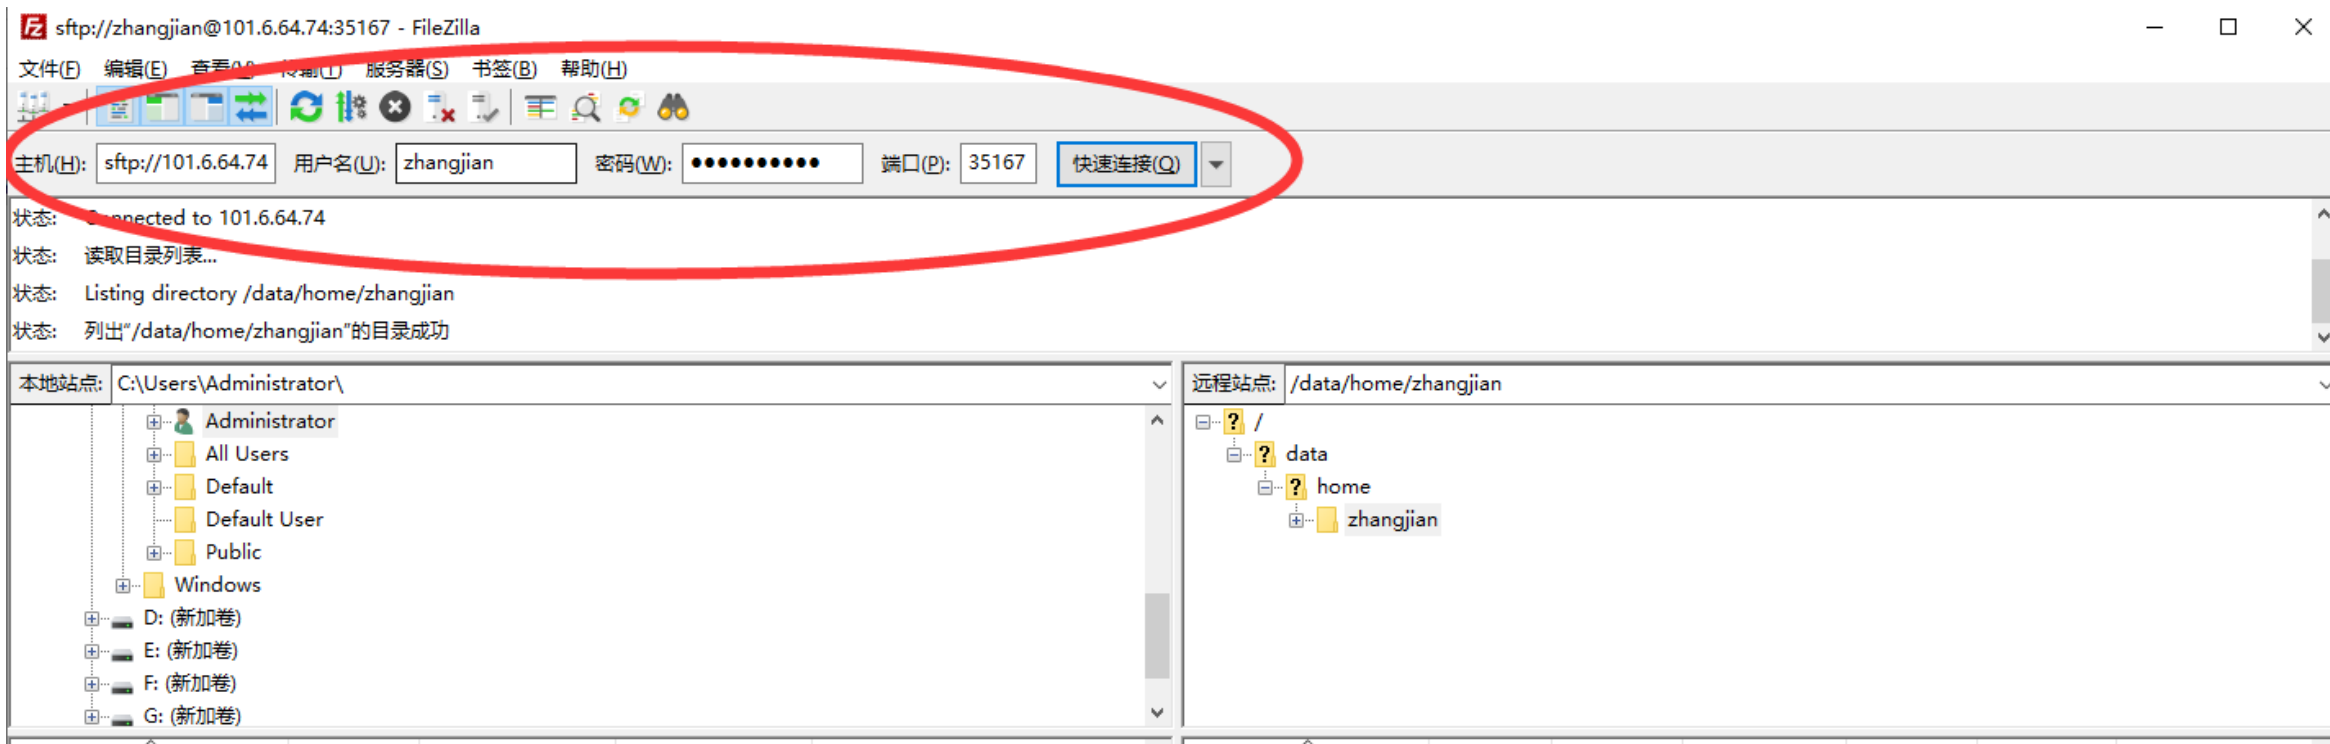 sftp://zhangjian@101.6.64.74:35167 - FileZilla
文件(F) 编辑(E) 查看(V) 传输(T) 服务器(S) 书签(B) 帮助(H)
主机(H): sftp://101.6.64.74 用户名(U): zhangjian 密码(W): ●●●●●●●●●● 端口(P): 35167 快速连接(Q)
状态: Connected to 101.6.64.74
状态: 读取目录列表...
状态: Listing directory /data/home/zhangjian
状态: 列出"/data/home/zhangjian"的目录成功
本地站点: C:\Users\Administrator\
Administrator
All Users
Default
Default User
Public
Windows
D: (新加卷)
E: (新加卷)
F: (新加卷)
G: (新加卷)
远程站点: /data/home/zhangjian
/
data
home
zhangjian